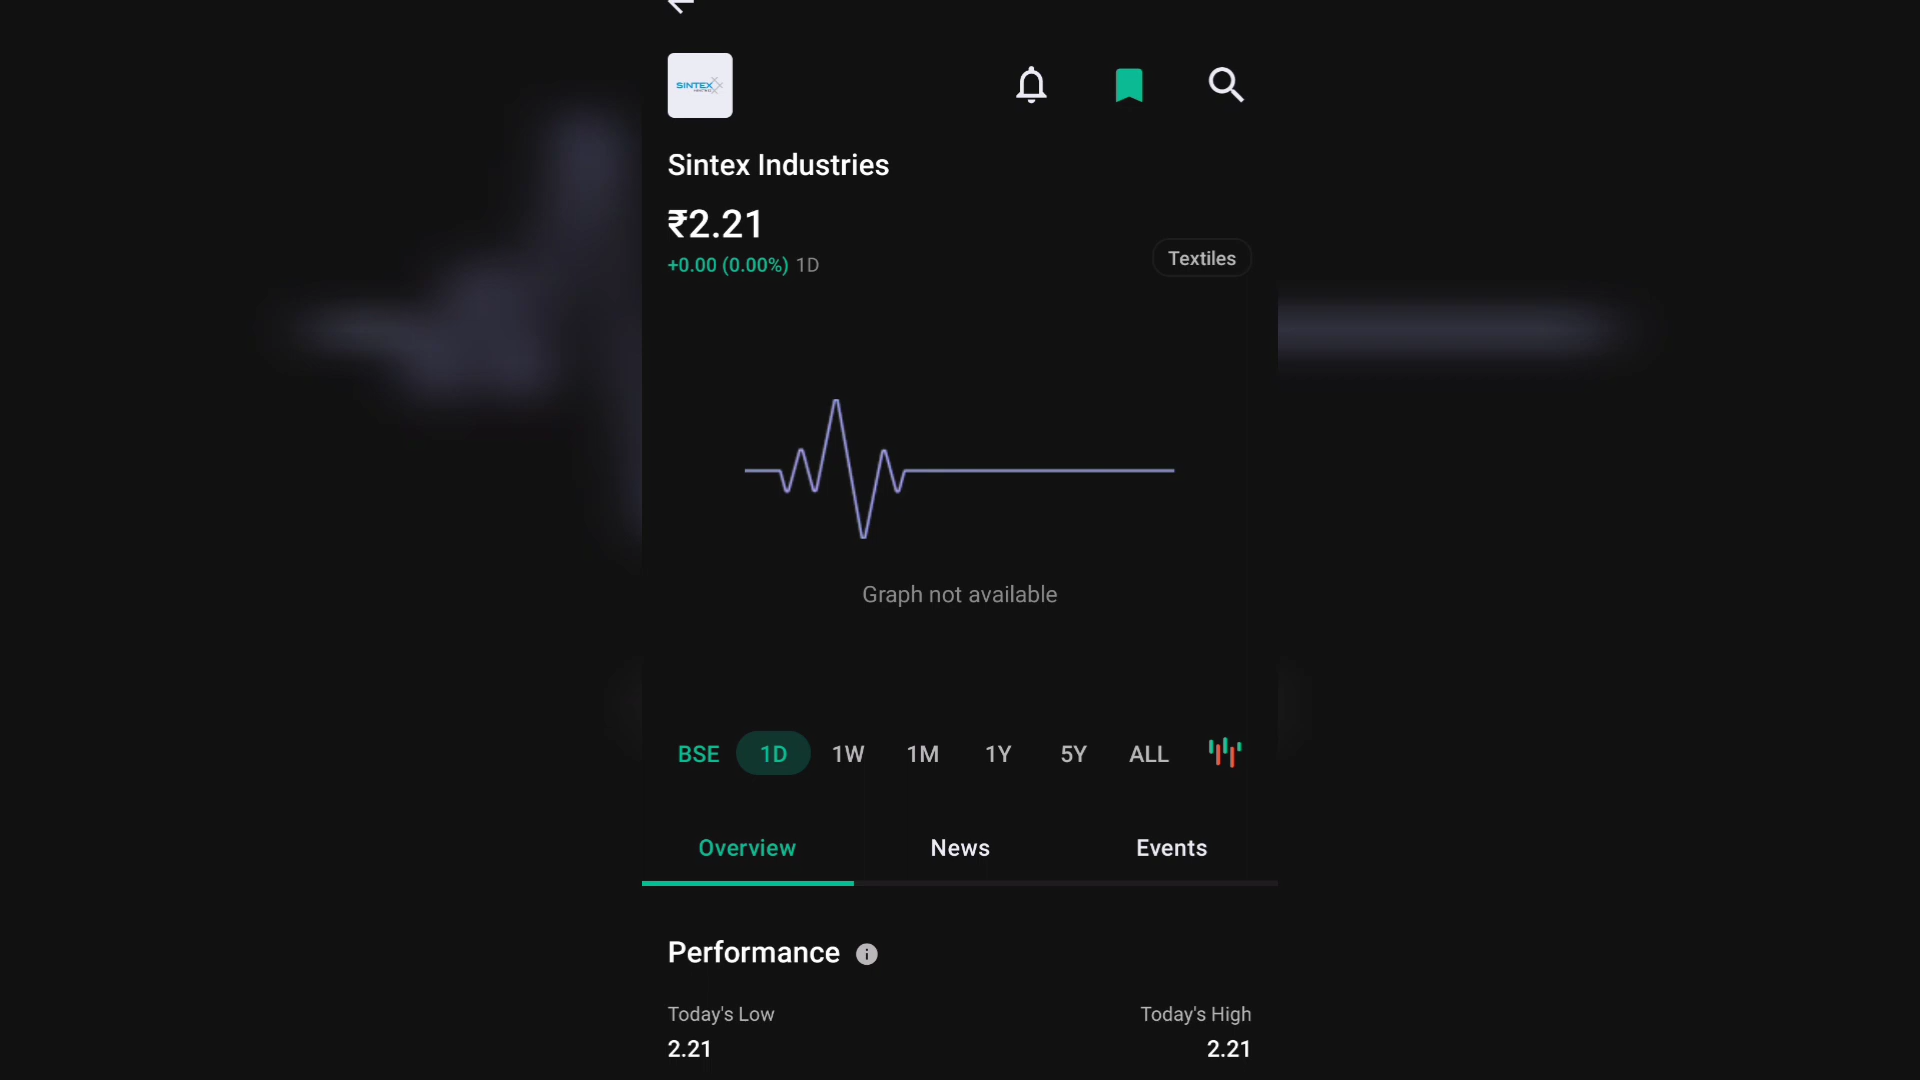 SINTEX
Sintex Industries
₹2.21
+0.00 (0.00%) 1D
Textiles
Graph not available
BSE 1D 1W 1M 1Y 5Y ALL
Overview News Events
Performance
Today's Low Today's High
2.21 2.21